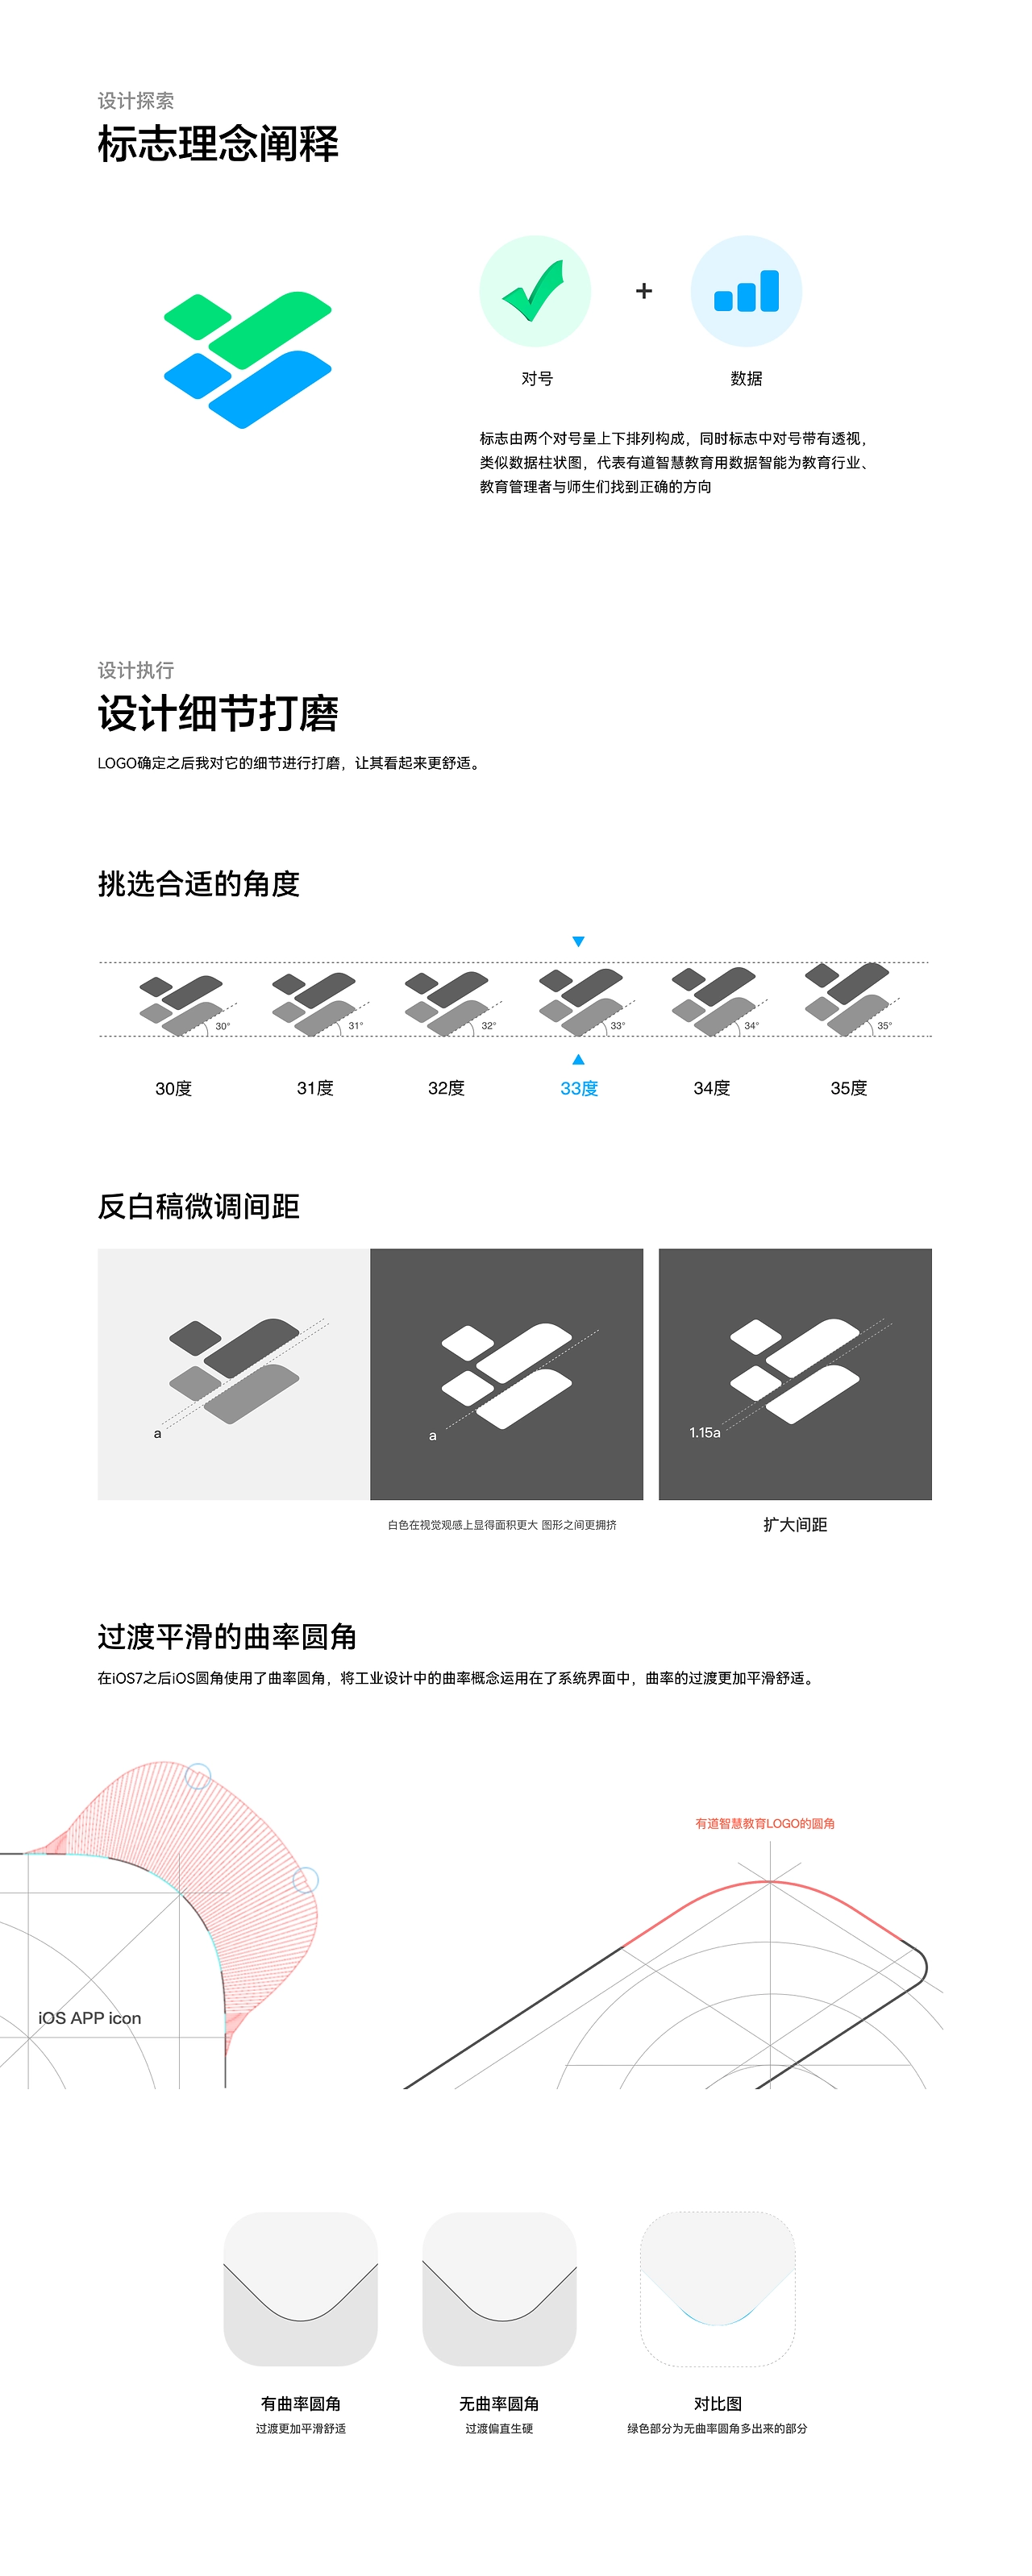 设计探索
标志理念阐释
+
对号
数据
标志由两个对号呈上下排列构成，同时标志中对号带有透视，
类似数据柱状图，代表有道智慧教育用数据智能为教育行业、
教育管理者与师生们找到正确的方向
设计执行
设计细节打磨
LOGO确定之后我对它的细节进行打磨，让其看起来更舒适。
挑选合适的角度
30°
31°
32°
33°
34°
35°
30度
31度
32度
33度
34度
35度
反白稿微调间距
a
a
1.15a
白色在视觉观感上显得面积更大 图形之间更拥挤
扩大间距
过渡平滑的曲率圆角
在iOS7之后iOS圆角使用了曲率圆角，将工业设计中的曲率概念运用在了系统界面中，曲率的过渡更加平滑舒适。
有道智慧教育LOGO的圆角
iOS APP icon
有曲率圆角
无曲率圆角
对比图
过渡更加平滑舒适
过渡偏直生硬
绿色部分为无曲率圆角多出来的部分